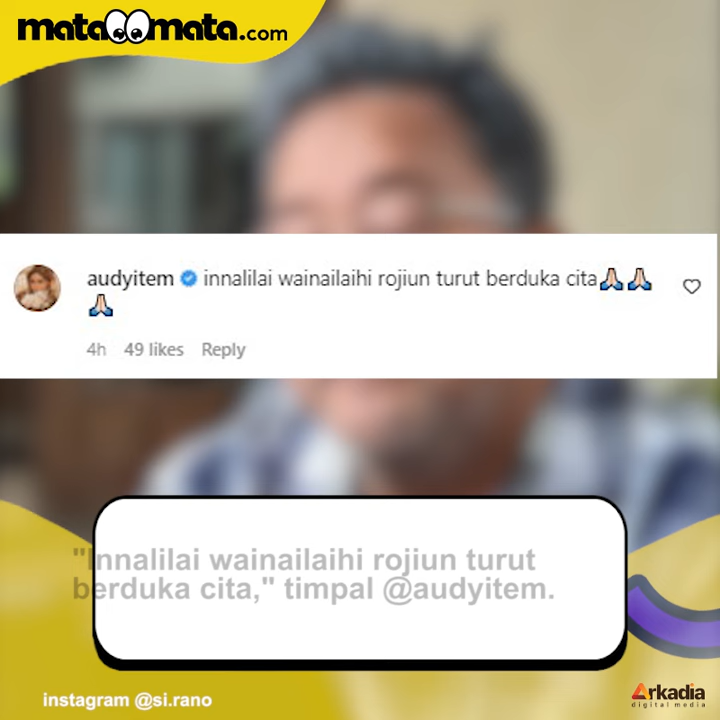 mata mata.com
audyitem innalilai wainailaihi rojiun turut berduka cita🙏🏻🙏🏻
🙏🏻
4h 49 likes Reply
"Innalilai wainailaihi rojiun turut
berduka cita," timpal @audyitem.
instagram @si.rano
Arkadia
digital media